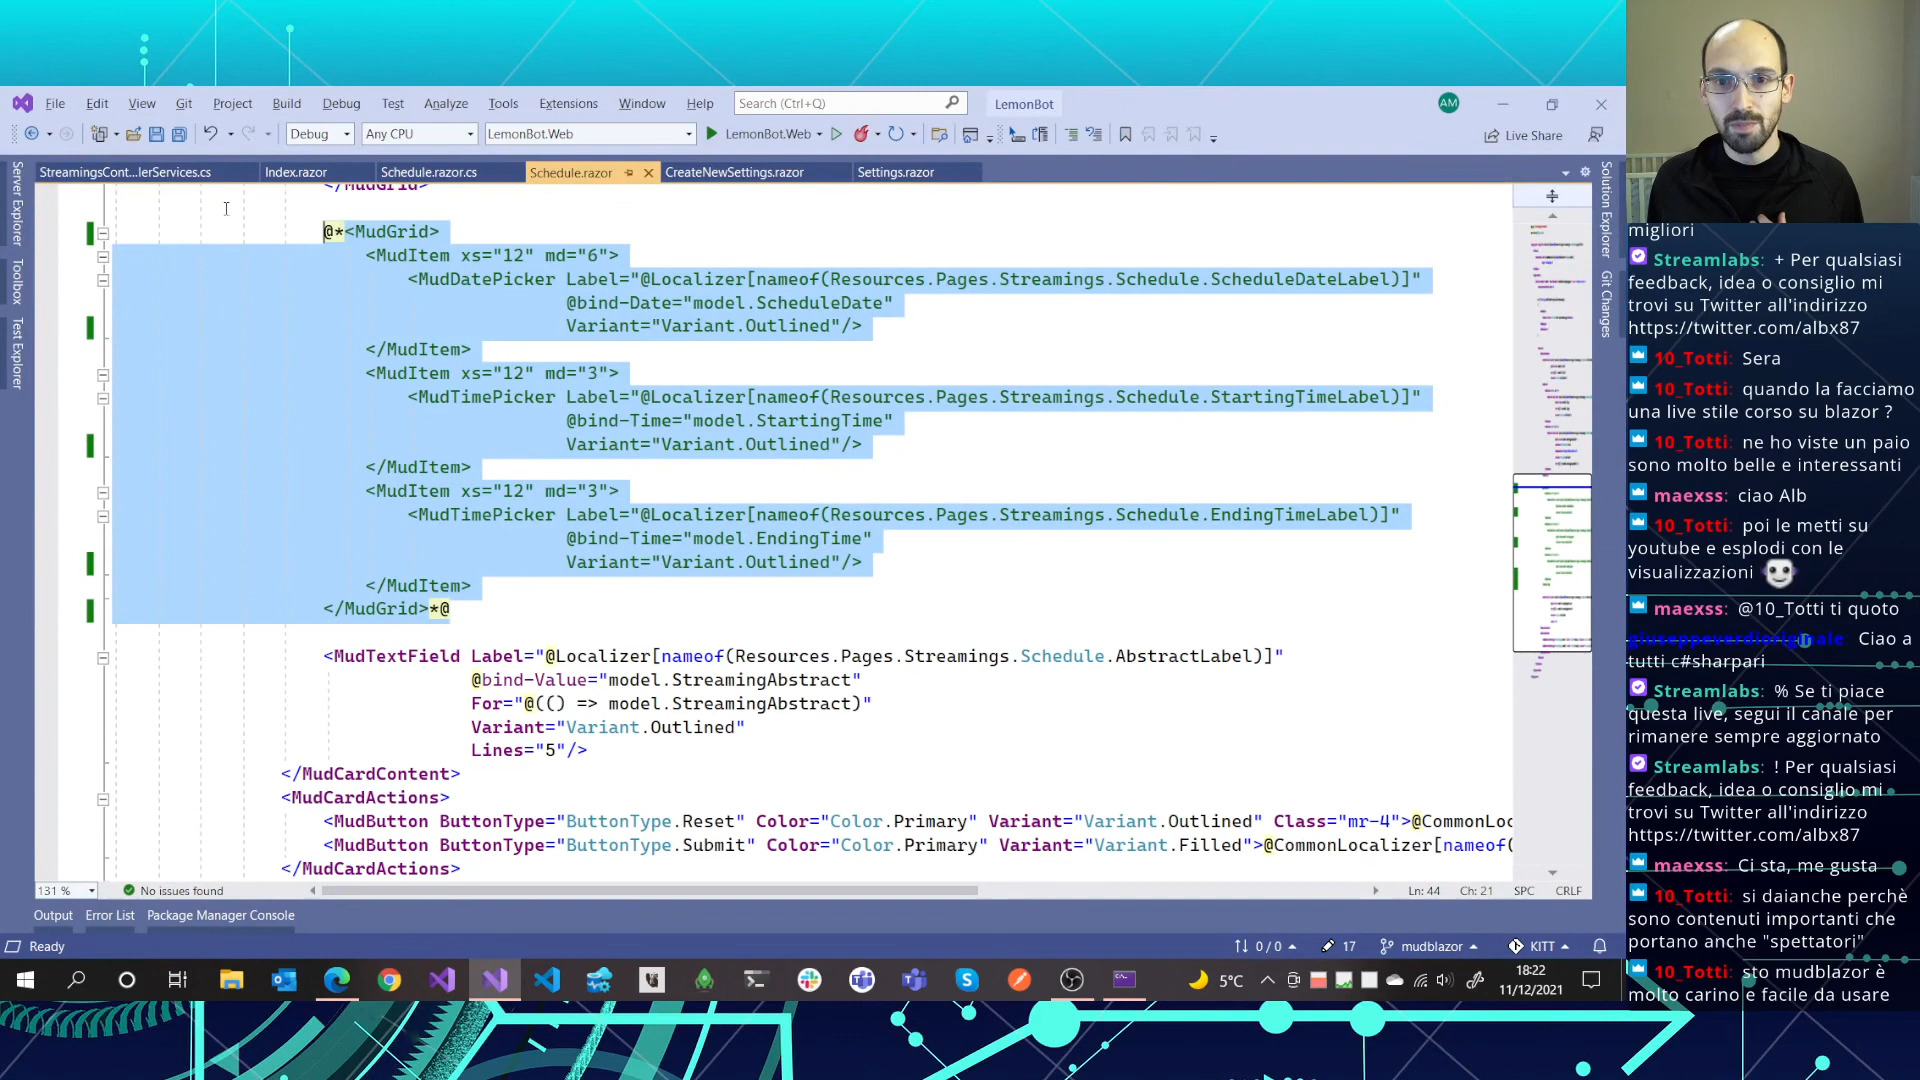 File Edit View Git Project Build Debug Test Analyze Tools Extensions Window Help Search (Ctrl+Q) LemonBot AM
Debug Any CPU LemonBot.Web LemonBot.Web Live Share
StreamingsCont...lerServices.cs Index.razor Schedule.razor.cs Schedule.razor CreateNewSettings.razor Settings.razor
Server Explorer
Toolbox
Test Explorer
</MudGrid>
@*<MudGrid>
<MudItem xs="12" md="6">
<MudDatePicker Label="@Localizer[nameof(Resources.Pages.Streamings.Schedule.ScheduleDateLabel)]"
@bind-Date="model.ScheduleDate"
Variant="Variant.Outlined"/>
</MudItem>
<MudItem xs="12" md="3">
<MudTimePicker Label="@Localizer[nameof(Resources.Pages.Streamings.Schedule.StartingTimeLabel)]"
@bind-Time="model.StartingTime"
Variant="Variant.Outlined"/>
</MudItem>
<MudItem xs="12" md="3">
<MudTimePicker Label="@Localizer[nameof(Resources.Pages.Streamings.Schedule.EndingTimeLabel)]"
@bind-Time="model.EndingTime"
Variant="Variant.Outlined"/>
</MudItem>
</MudGrid>*@
<MudTextField Label="@Localizer[nameof(Resources.Pages.Streamings.Schedule.AbstractLabel)]"
@bind-Value="model.StreamingAbstract"
For="@(() => model.StreamingAbstract)"
Variant="Variant.Outlined"
Lines="5"/>
</MudCardContent>
<MudCardActions>
<MudButton ButtonType="ButtonType.Reset" Color="Color.Primary" Variant="Variant.Outlined" Class="mr-4">@CommonLoc
<MudButton ButtonType="ButtonType.Submit" Color="Color.Primary" Variant="Variant.Filled">@CommonLocalizer[nameof(
</MudCardActions>
Solution Explorer
Git Changes
131 % No issues found Ln: 44 Ch: 21 SPC CRLF
Output Error List Package Manager Console
Ready 0 / 0 17 mudblazor KITT
5°C 18:22
11/12/2021
migliori
Streamlabs: + Per qualsiasi
feedback, idea o consiglio mi
trovi su Twitter all'indirizzo
https://twitter.com/albx87
10_Totti: Sera
10_Totti: quando la facciamo
una live stile corso su blazor ?
10_Totti: ne ho viste un paio
sono molto belle e interessanti
maexss: ciao Alb
10_Totti: poi le metti su
youtube e esplodi con le
visualizzazioni
maexss: @10_Totti ti quoto
giuseppeverdioriginale: Ciao a
tutti c#sharpari
Streamlabs: % Se ti piace
questa live, segui il canale per
rimanere sempre aggiornato
Streamlabs: ! Per qualsiasi
feedback, idea o consiglio mi
trovi su Twitter all'indirizzo
https://twitter.com/albx87
maexss: Ci sta, me gusta
10_Totti: si daianche perchè
sono contenuti importanti che
portano anche "spettatori"
10_Totti: sto mudblazor è
molto carino e facile da usare